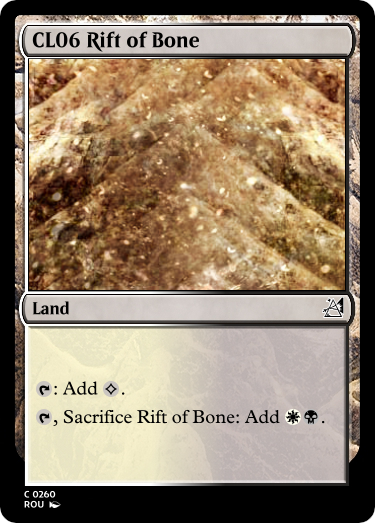 CL06 Rift of Bone
Land
: Add .
, Sacrifice Rift of Bone: Add .
C 0260
ROU